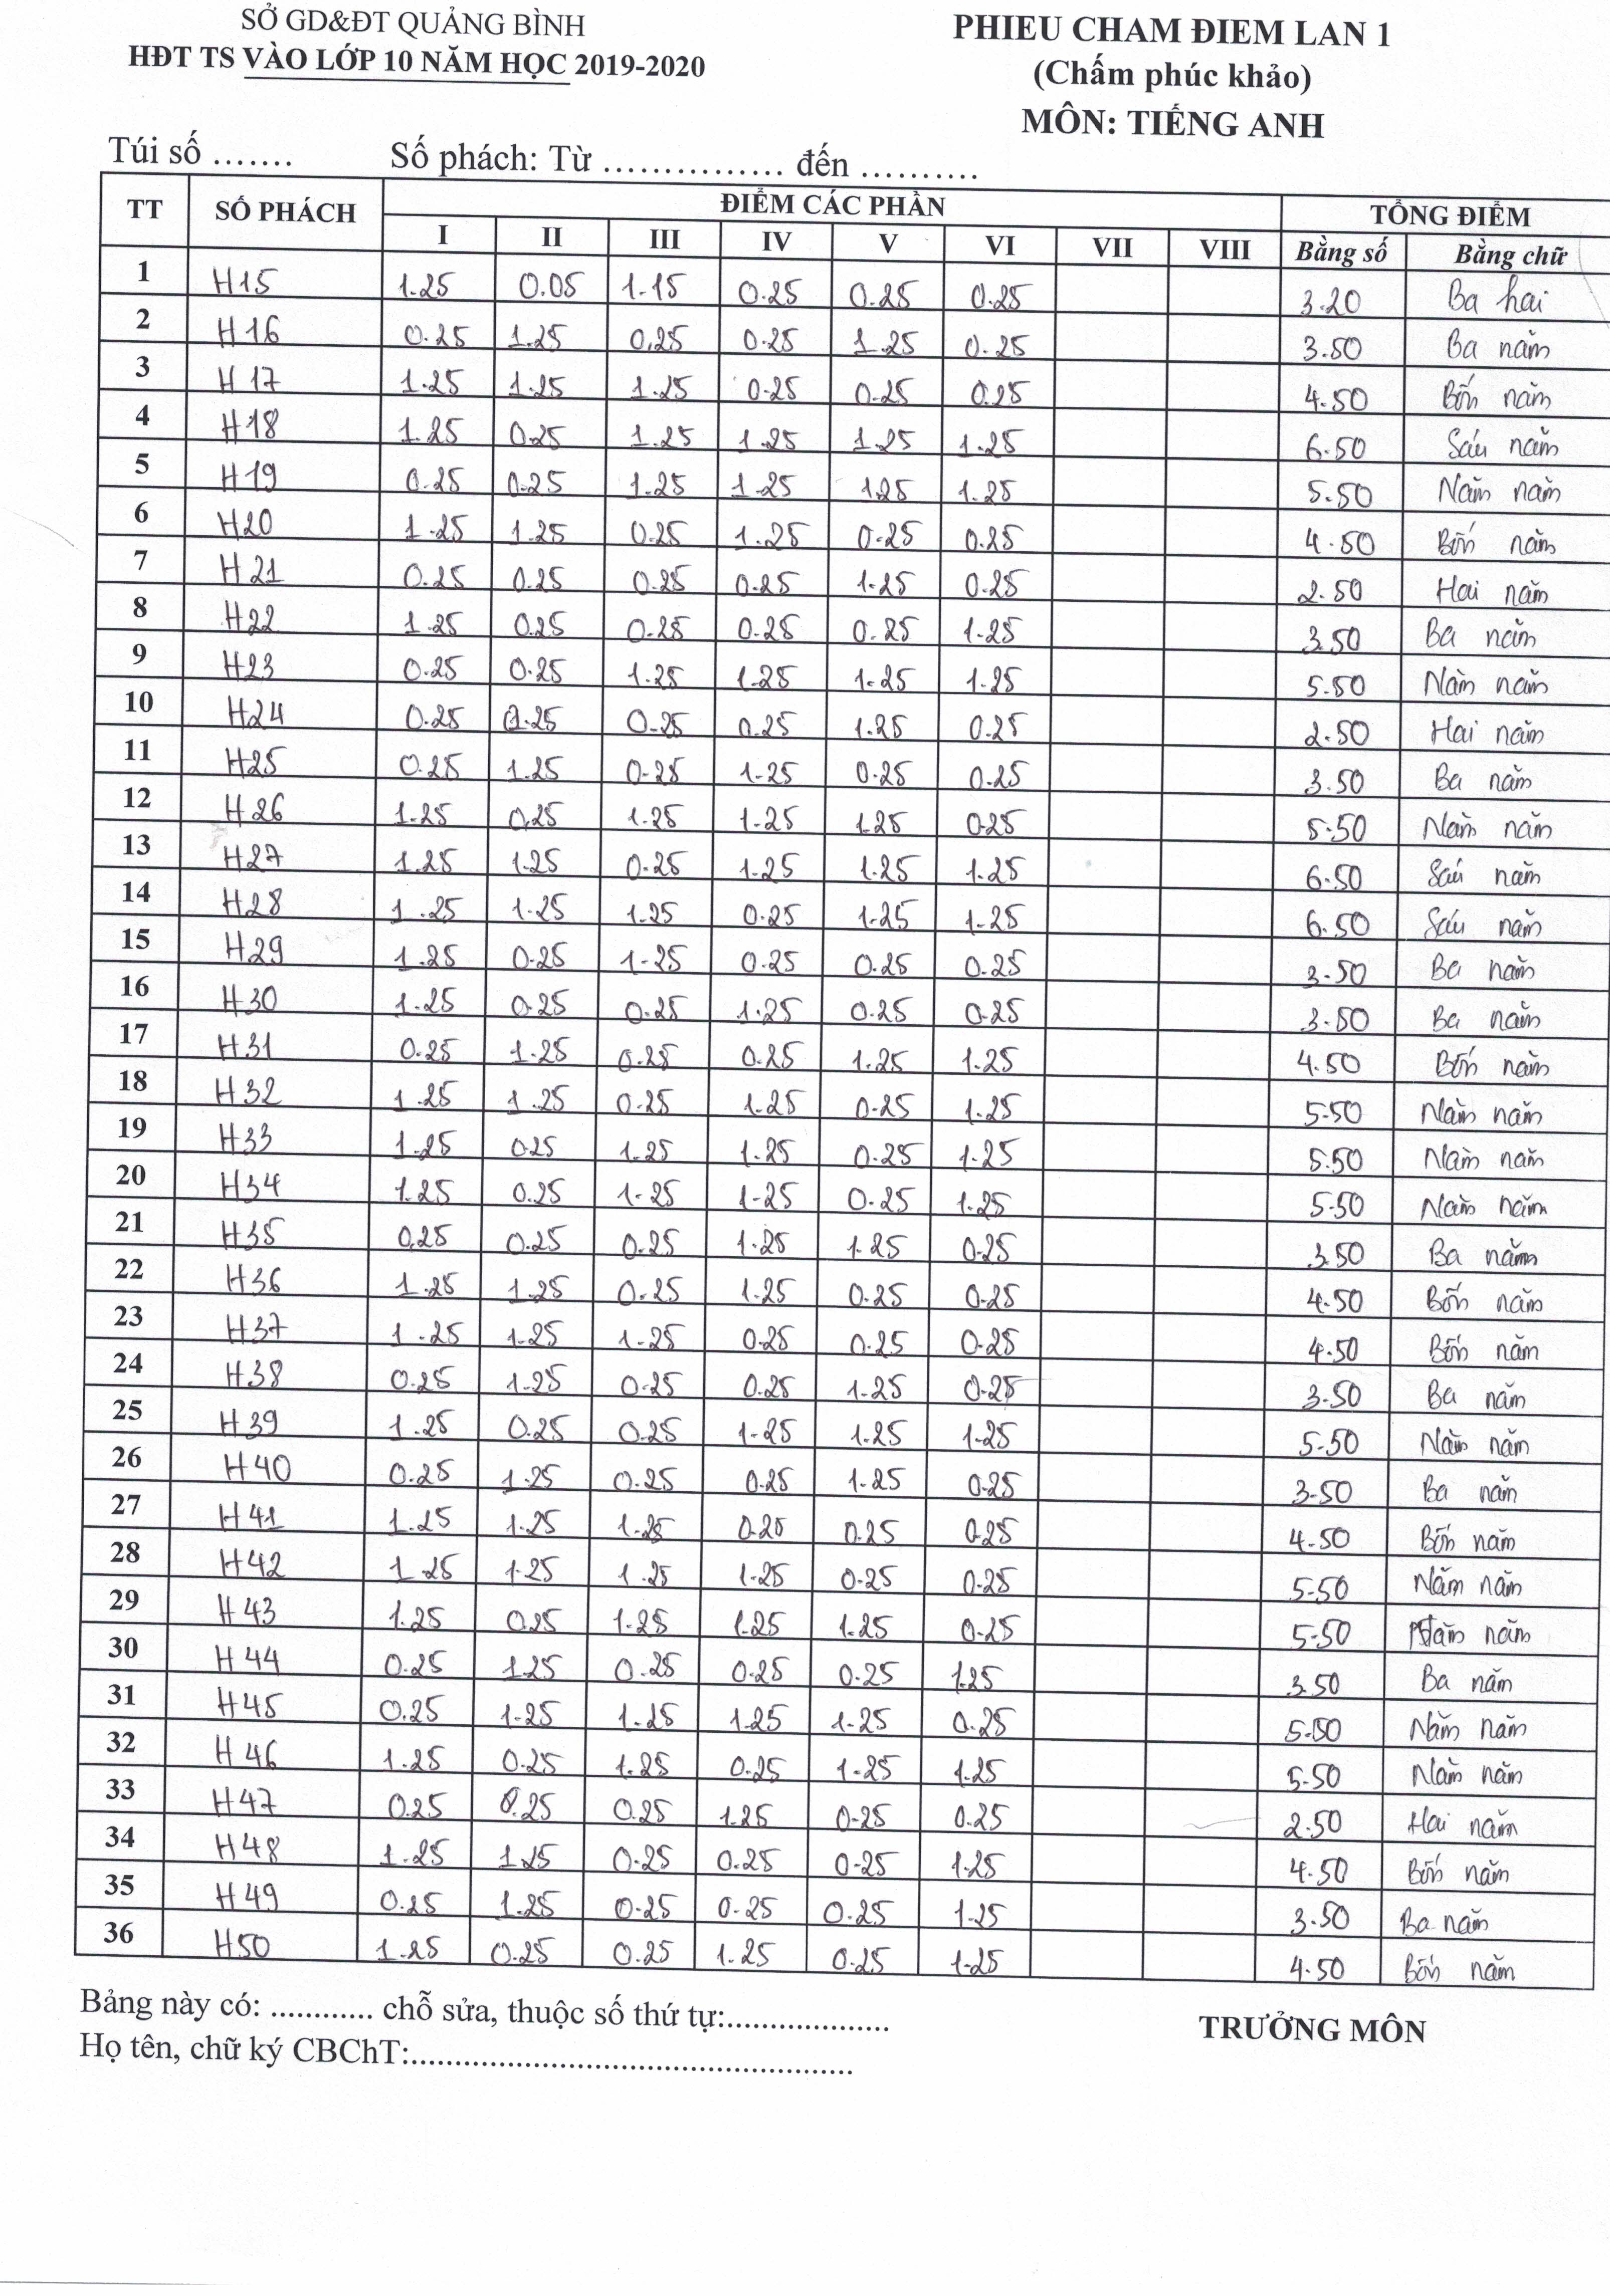 SỞ GD&ĐT QUẢNG BÌNH
HĐT TS VÀO LỚP 10 NĂM HỌC 2019-2020
PHIEU CHAM ĐIEM LAN 1
(Chấm phúc khảo)
MÔN: TIẾNG ANH
Túi số ....... Số phách: Từ ............... đến ..........
TT SỐ PHÁCH ĐIỂM CÁC PHẦN TỔNG ĐIỂM
I II III IV V VI VII VIII Bằng số Bằng chữ
1 H15 1.25 0.05 1.15 0.25 0.25 0.25 3.20 Ba hai
2 H16 0.25 1.25 0.25 0.25 1.25 0.25 3.50 Ba năm
3 H17 1.25 1.25 1.25 0.25 0.25 0.25 4.50 Bốn năm
4 H18 1.25 0.25 1.25 1.25 1.25 1.25 6.50 Sáu năm
5 H19 0.25 0.25 1.25 1.25 1.25 1.25 5.50 Năm năm
6 H20 1.25 1.25 0.25 1.25 0.25 0.25 4.50 Bốn năm
7 H21 0.25 0.25 0.25 0.25 1.25 0.25 2.50 Hai năm
8 H22 1.25 0.25 0.25 0.25 0.25 1.25 3.50 Ba năm
9 H23 0.25 0.25 1.25 1.25 1.25 1.25 5.50 Năm năm
10 H24 0.25 0.25 0.25 0.25 1.25 0.25 2.50 Hai năm
11 H25 0.25 1.25 0.25 1.25 0.25 0.25 3.50 Ba năm
12 H26 1.25 0.25 1.25 1.25 1.25 0.25 5.50 Năm năm
13 H27 1.25 1.25 0.25 1.25 1.25 1.25 6.50 Sáu năm
14 H28 1.25 1.25 1.25 0.25 1.25 1.25 6.50 Sáu năm
15 H29 1.25 0.25 1.25 0.25 0.25 0.25 3.50 Ba năm
16 H30 1.25 0.25 0.25 1.25 0.25 0.25 3.50 Ba năm
17 H31 0.25 1.25 0.25 0.25 1.25 1.25 4.50 Bốn năm
18 H32 1.25 1.25 0.25 1.25 0.25 1.25 5.50 Năm năm
19 H33 1.25 0.25 1.25 1.25 0.25 1.25 5.50 Năm năm
20 H34 1.25 0.25 1.25 1.25 0.25 1.25 5.50 Năm năm
21 H35 0.25 0.25 0.25 1.25 1.25 0.25 3.50 Ba năm
22 H36 1.25 1.25 0.25 1.25 0.25 0.25 4.50 Bốn năm
23 H37 1.25 1.25 1.25 0.25 0.25 0.25 4.50 Bốn năm
24 H38 0.25 1.25 0.25 0.25 1.25 0.25 3.50 Ba năm
25 H39 1.25 0.25 0.25 1.25 1.25 1.25 5.50 Năm năm
26 H40 0.25 1.25 0.25 0.25 1.25 0.25 3.50 Ba năm
27 H41 1.25 1.25 1.25 0.25 0.25 0.25 4.50 Bốn năm
28 H42 1.25 1.25 1.25 1.25 0.25 0.25 5.50 Năm năm
29 H43 1.25 0.25 1.25 1.25 1.25 0.25 5.50 Năm năm
30 H44 0.25 1.25 0.25 0.25 0.25 1.25 3.50 Ba năm
31 H45 0.25 1.25 1.25 1.25 1.25 0.25 5.50 Năm năm
32 H46 1.25 0.25 1.25 0.25 1.25 1.25 5.50 Năm năm
33 H47 0.25 0.25 0.25 1.25 0.25 0.25 2.50 Hai năm
34 H48 1.25 1.25 0.25 0.25 0.25 1.25 4.50 Bốn năm
35 H49 0.25 1.25 0.25 0.25 0.25 1.25 3.50 Ba năm
36 H50 1.25 0.25 0.25 1.25 0.25 1.25 4.50 Bốn năm
Bảng này có: ............ chỗ sửa, thuộc số thứ tự:...................
TRƯỞNG MÔN
Họ tên, chữ ký CBChT:....................................................